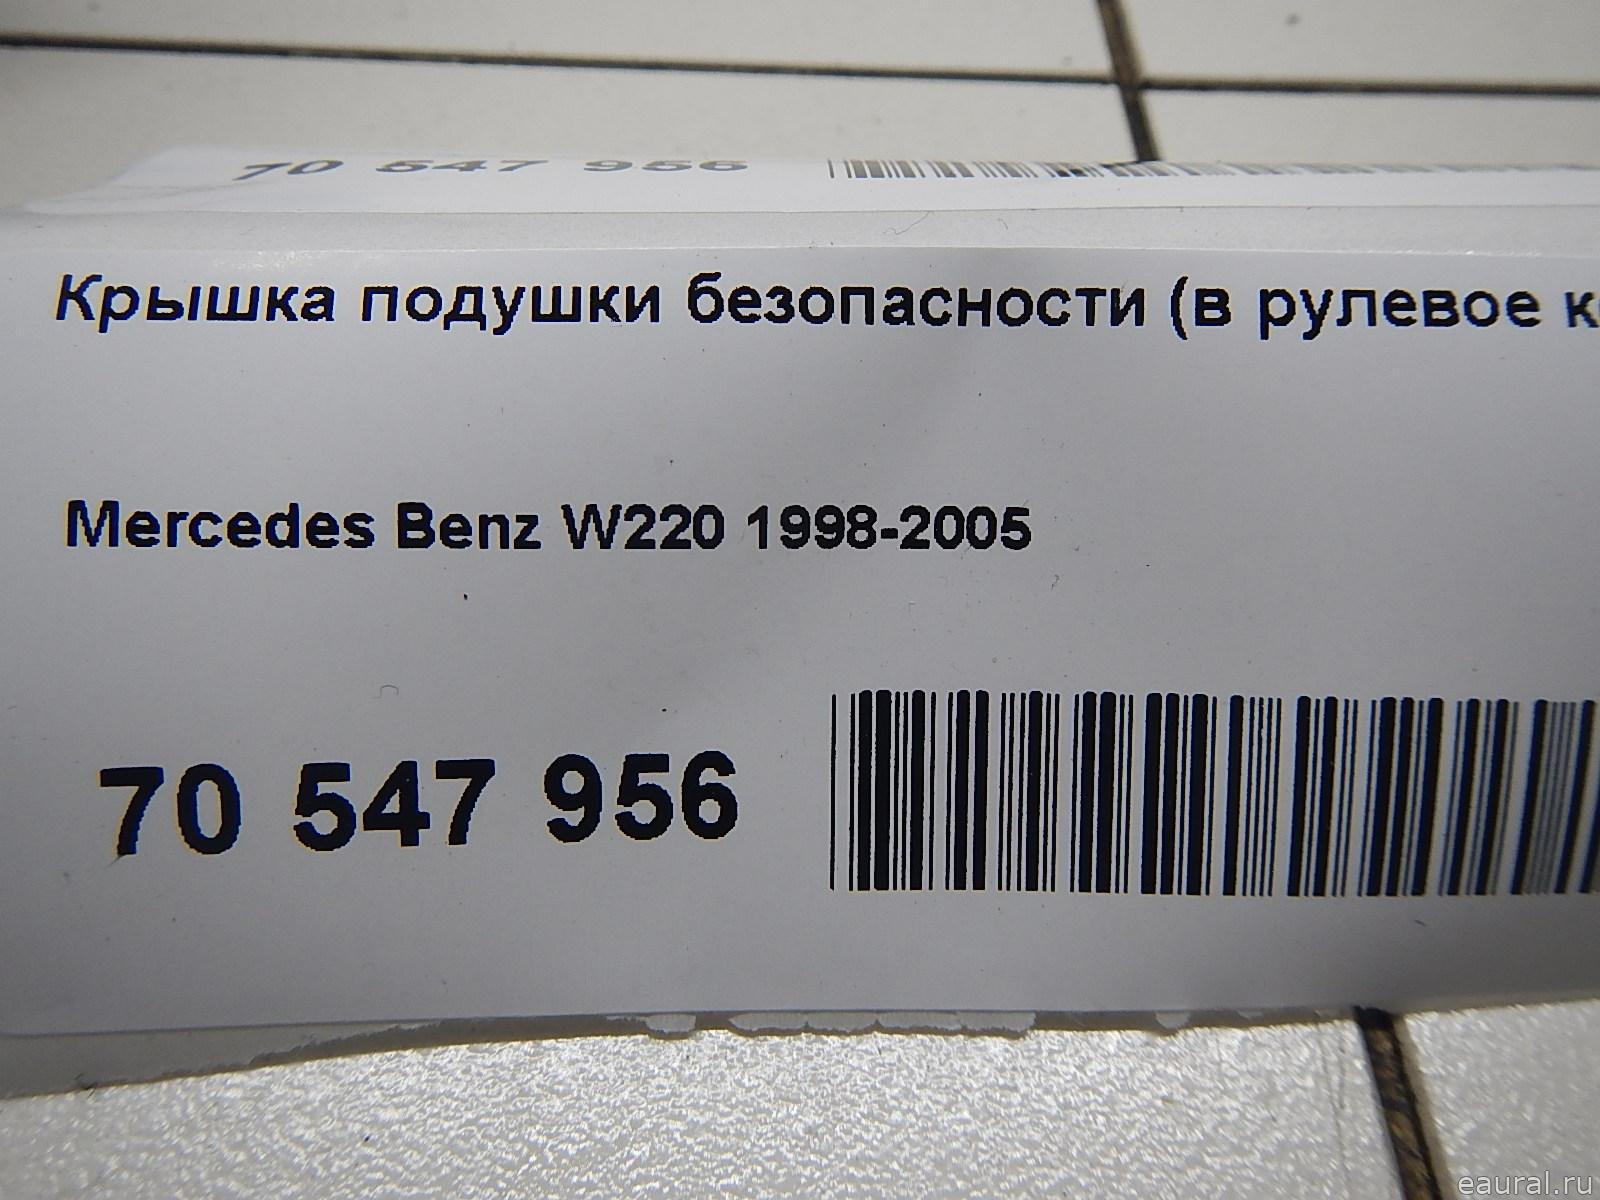 70 547 956
Крышка подушки безопасности (в рулевое
Mercedes Benz W220 1998-2005
70 547 956
eaural.ru